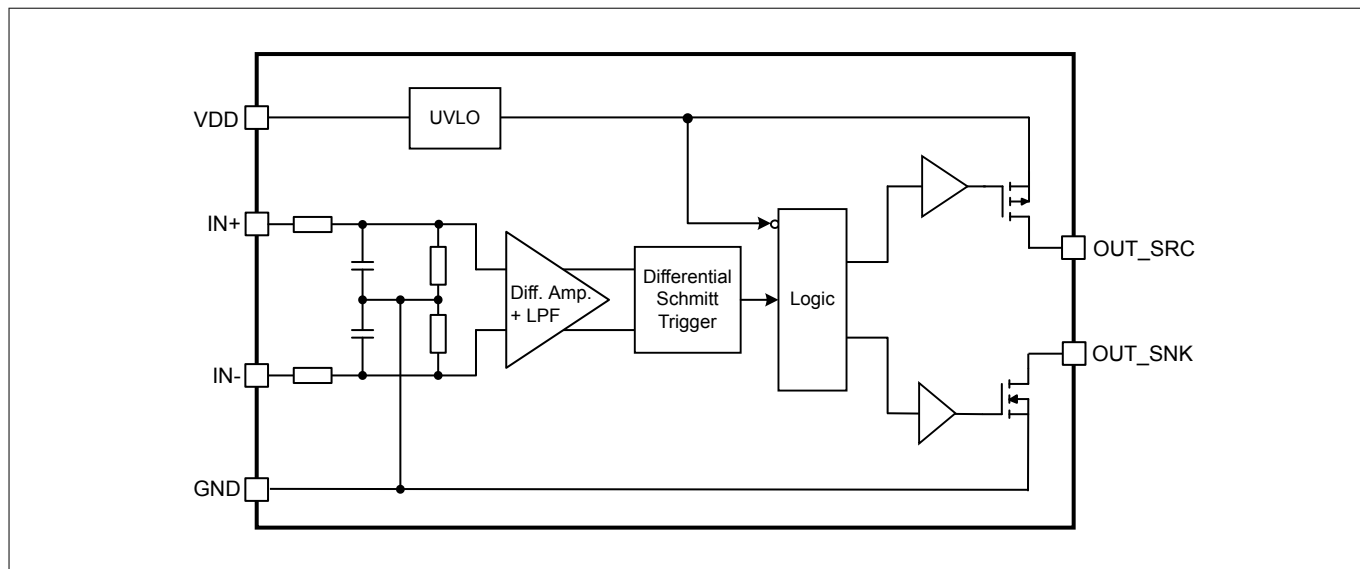 VDD
UVLO
IN+
Diff. Amp.
+ LPF
Differential
Schmitt
Trigger
Logic
OUT_SRC
OUT_SNK
IN-
GND